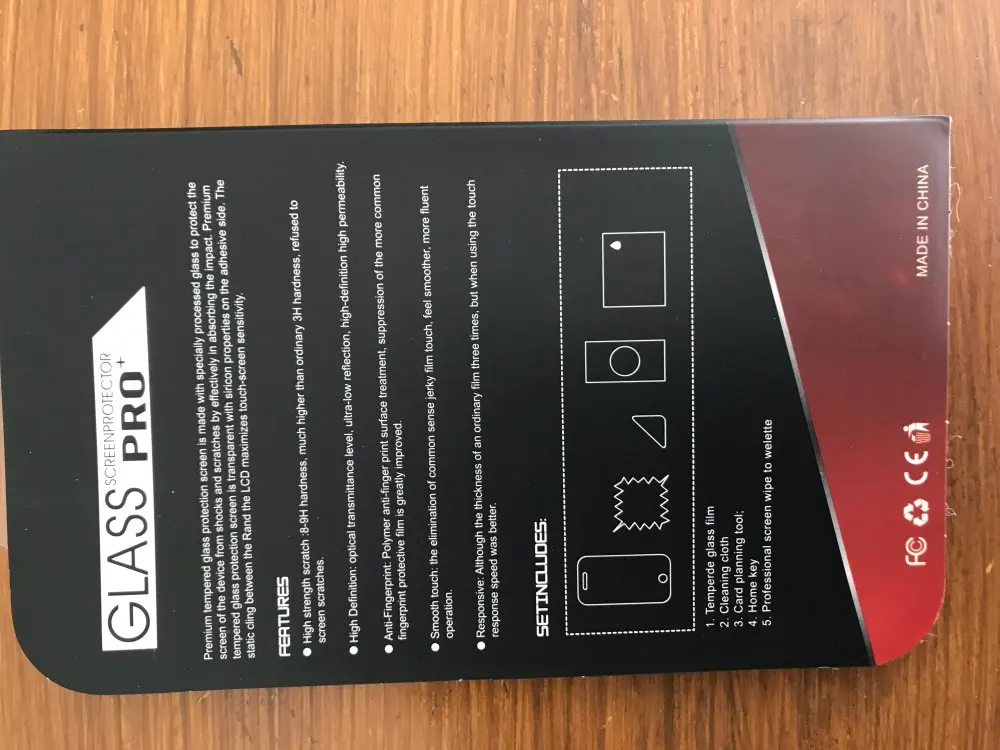 GLASS SCREENPROTECTOR
PRO+
Premium tempered glass protection screen is made with specially processed glass to protect the
screen of the device from shocks and scratches by effectively in absorbing the impact. Premium
tempered glass protection screen is transparent with siricon properties on the adhesive side. The
static cling between the Rand the LCD maximizes touch-screen sensitivity.
FEATURES
● High strength scratch :8-9H hardness, much higher than ordinary 3H hardness, refused to
screen scratches.
● High Definition: optical transmittance level, ultra-low reflection, high-definition high permeability.
● Anti-Fingerprint: Polymer anti-finger print surface treatment, suppression of the more common
fingerprint protective film is greatly improved.
● Smooth touch: the elimination of common sense jerky film touch, feel smoother, more fluent
operation.
● Responsive: Although the thickness of an ordinary film three times, but when using the touch
response speed was better.
SETINCLUDES:
1. Temperde glass film
2. Cleaning cloth
3. Card planning tool;
4. Home key
5. Professional screen wipe to welette
FC CE
MADE IN CHINA